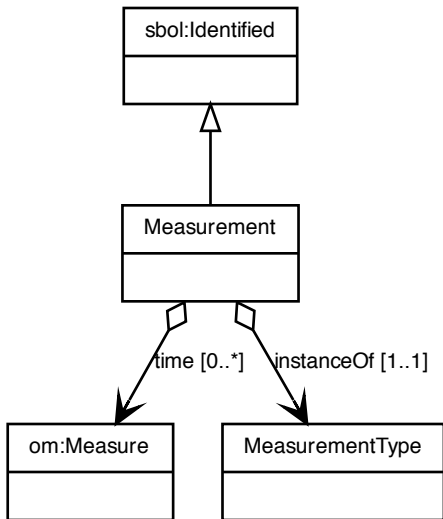 sbol:Identified
Measurement
time [0..*]
instanceOf [1..1]
om:Measure
MeasurementType